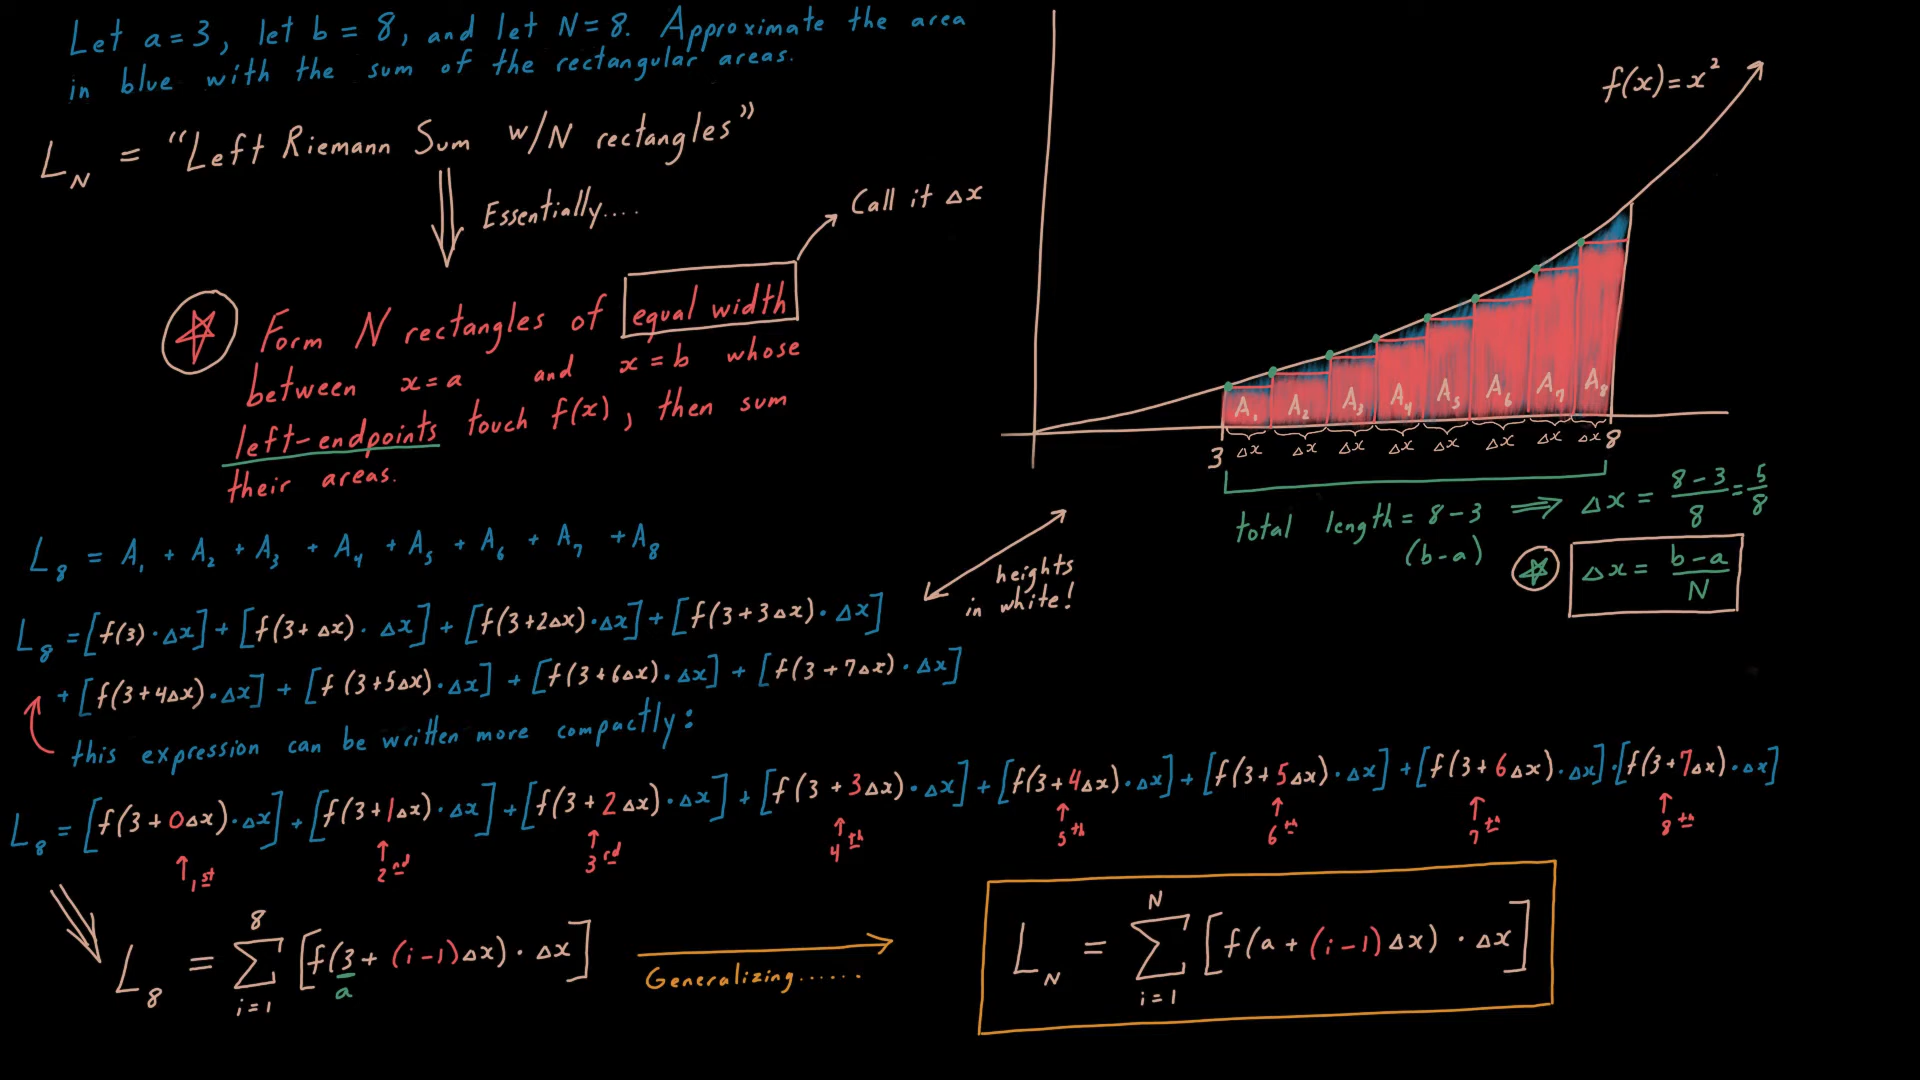 Let a = 3, let b = 8, and let N = 8. Approximate the area
in blue with the sum of the rectangular areas.
L_N = "Left Riemann Sum w/N rectangles"
Essentially....
Call it Δx
Form N rectangles of equal width
between x = a and x = b whose
left-endpoints touch f(x), then sum
their areas.
f(x) = x²
A₁ A₂ A₃ A₄ A₅ A₆ A₇ A₈
3 Δx Δx Δx Δx Δx Δx Δx Δx 8
total length = 8 - 3 ⟹ Δx = (8-3)/8 = 5/8
(b-a)
Δx = (b-a)/N
L₈ = A₁ + A₂ + A₃ + A₄ + A₅ + A₆ + A₇ + A₈
heights
in white!
L₈ = [f(3)·Δx] + [f(3+Δx)·Δx] + [f(3+2Δx)·Δx] + [f(3+3Δx)·Δx]
+ [f(3+4Δx)·Δx] + [f(3+5Δx)·Δx] + [f(3+6Δx)·Δx] + [f(3+7Δx)·Δx]
this expression can be written more compactly:
L₈ = [f(3+0Δx)·Δx] + [f(3+1Δx)·Δx] + [f(3+2Δx)·Δx] + [f(3+3Δx)·Δx] + [f(3+4Δx)·Δx] + [f(3+5Δx)·Δx] + [f(3+6Δx)·Δx]·[f(3+7Δx)·Δx]
1st 2nd 3rd 4th 5th 6th 7th 8th
L₈ = Σ_{i=1}^{8} [f(3+(i-1)Δx)·Δx]
a
Generalizing......
L_N = Σ_{i=1}^{N} [f(a+(i-1)Δx)·Δx]